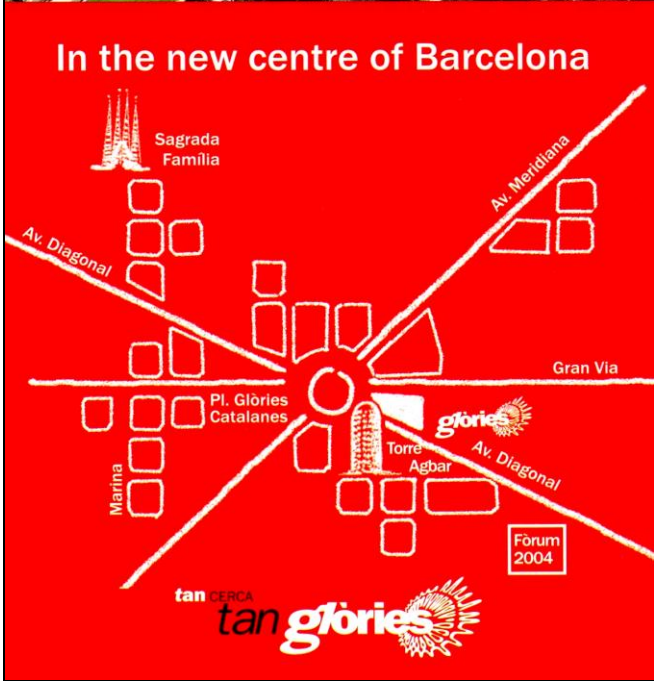 In the new centre of Barcelona
Sagrada
Família
Av. Meridiana
Av. Diagonal
Gran Via
Pl. Glòries
Catalanes
glòries
Torre
Agbar
Av. Diagonal
Marina
Fòrum
2004
tan CERCA
tan glòries